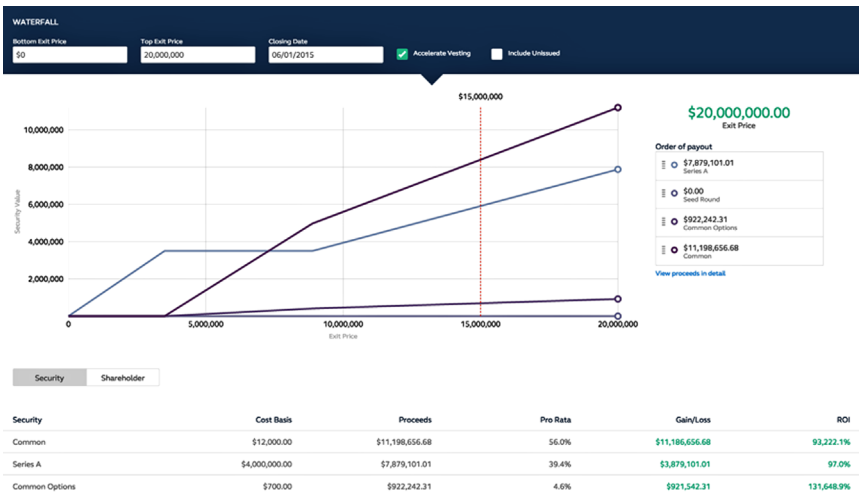 WATERFALL
Bottom Exit Price Top Exit Price Closing Date
$0 20,000,000 06/01/2015 Accelerate Vesting Include Unissued
$15,000,000
10,000,000
8,000,000
6,000,000
4,000,000
2,000,000
Security Value
0 5,000,000 10,000,000 15,000,000 20,000,000
Exit Price
$20,000,000.00
Exit Price
Order of payout
$7,879,101.01
Series A
$0.00
Seed Round
$922,242.31
Common Options
$11,198,656.68
Common
View proceeds in detail
Security Shareholder
Security Cost Basis Proceeds Pro Rata Gain/Loss ROI
Common $12,000.00 $11,198,656.68 56.0% $11,186,656.68 93,222.1%
Series A $4,000,000.00 $7,879,101.01 39.4% $3,879,101.01 97.0%
Common Options $700.00 $922,242.31 4.6% $921,542.31 131,648.9%